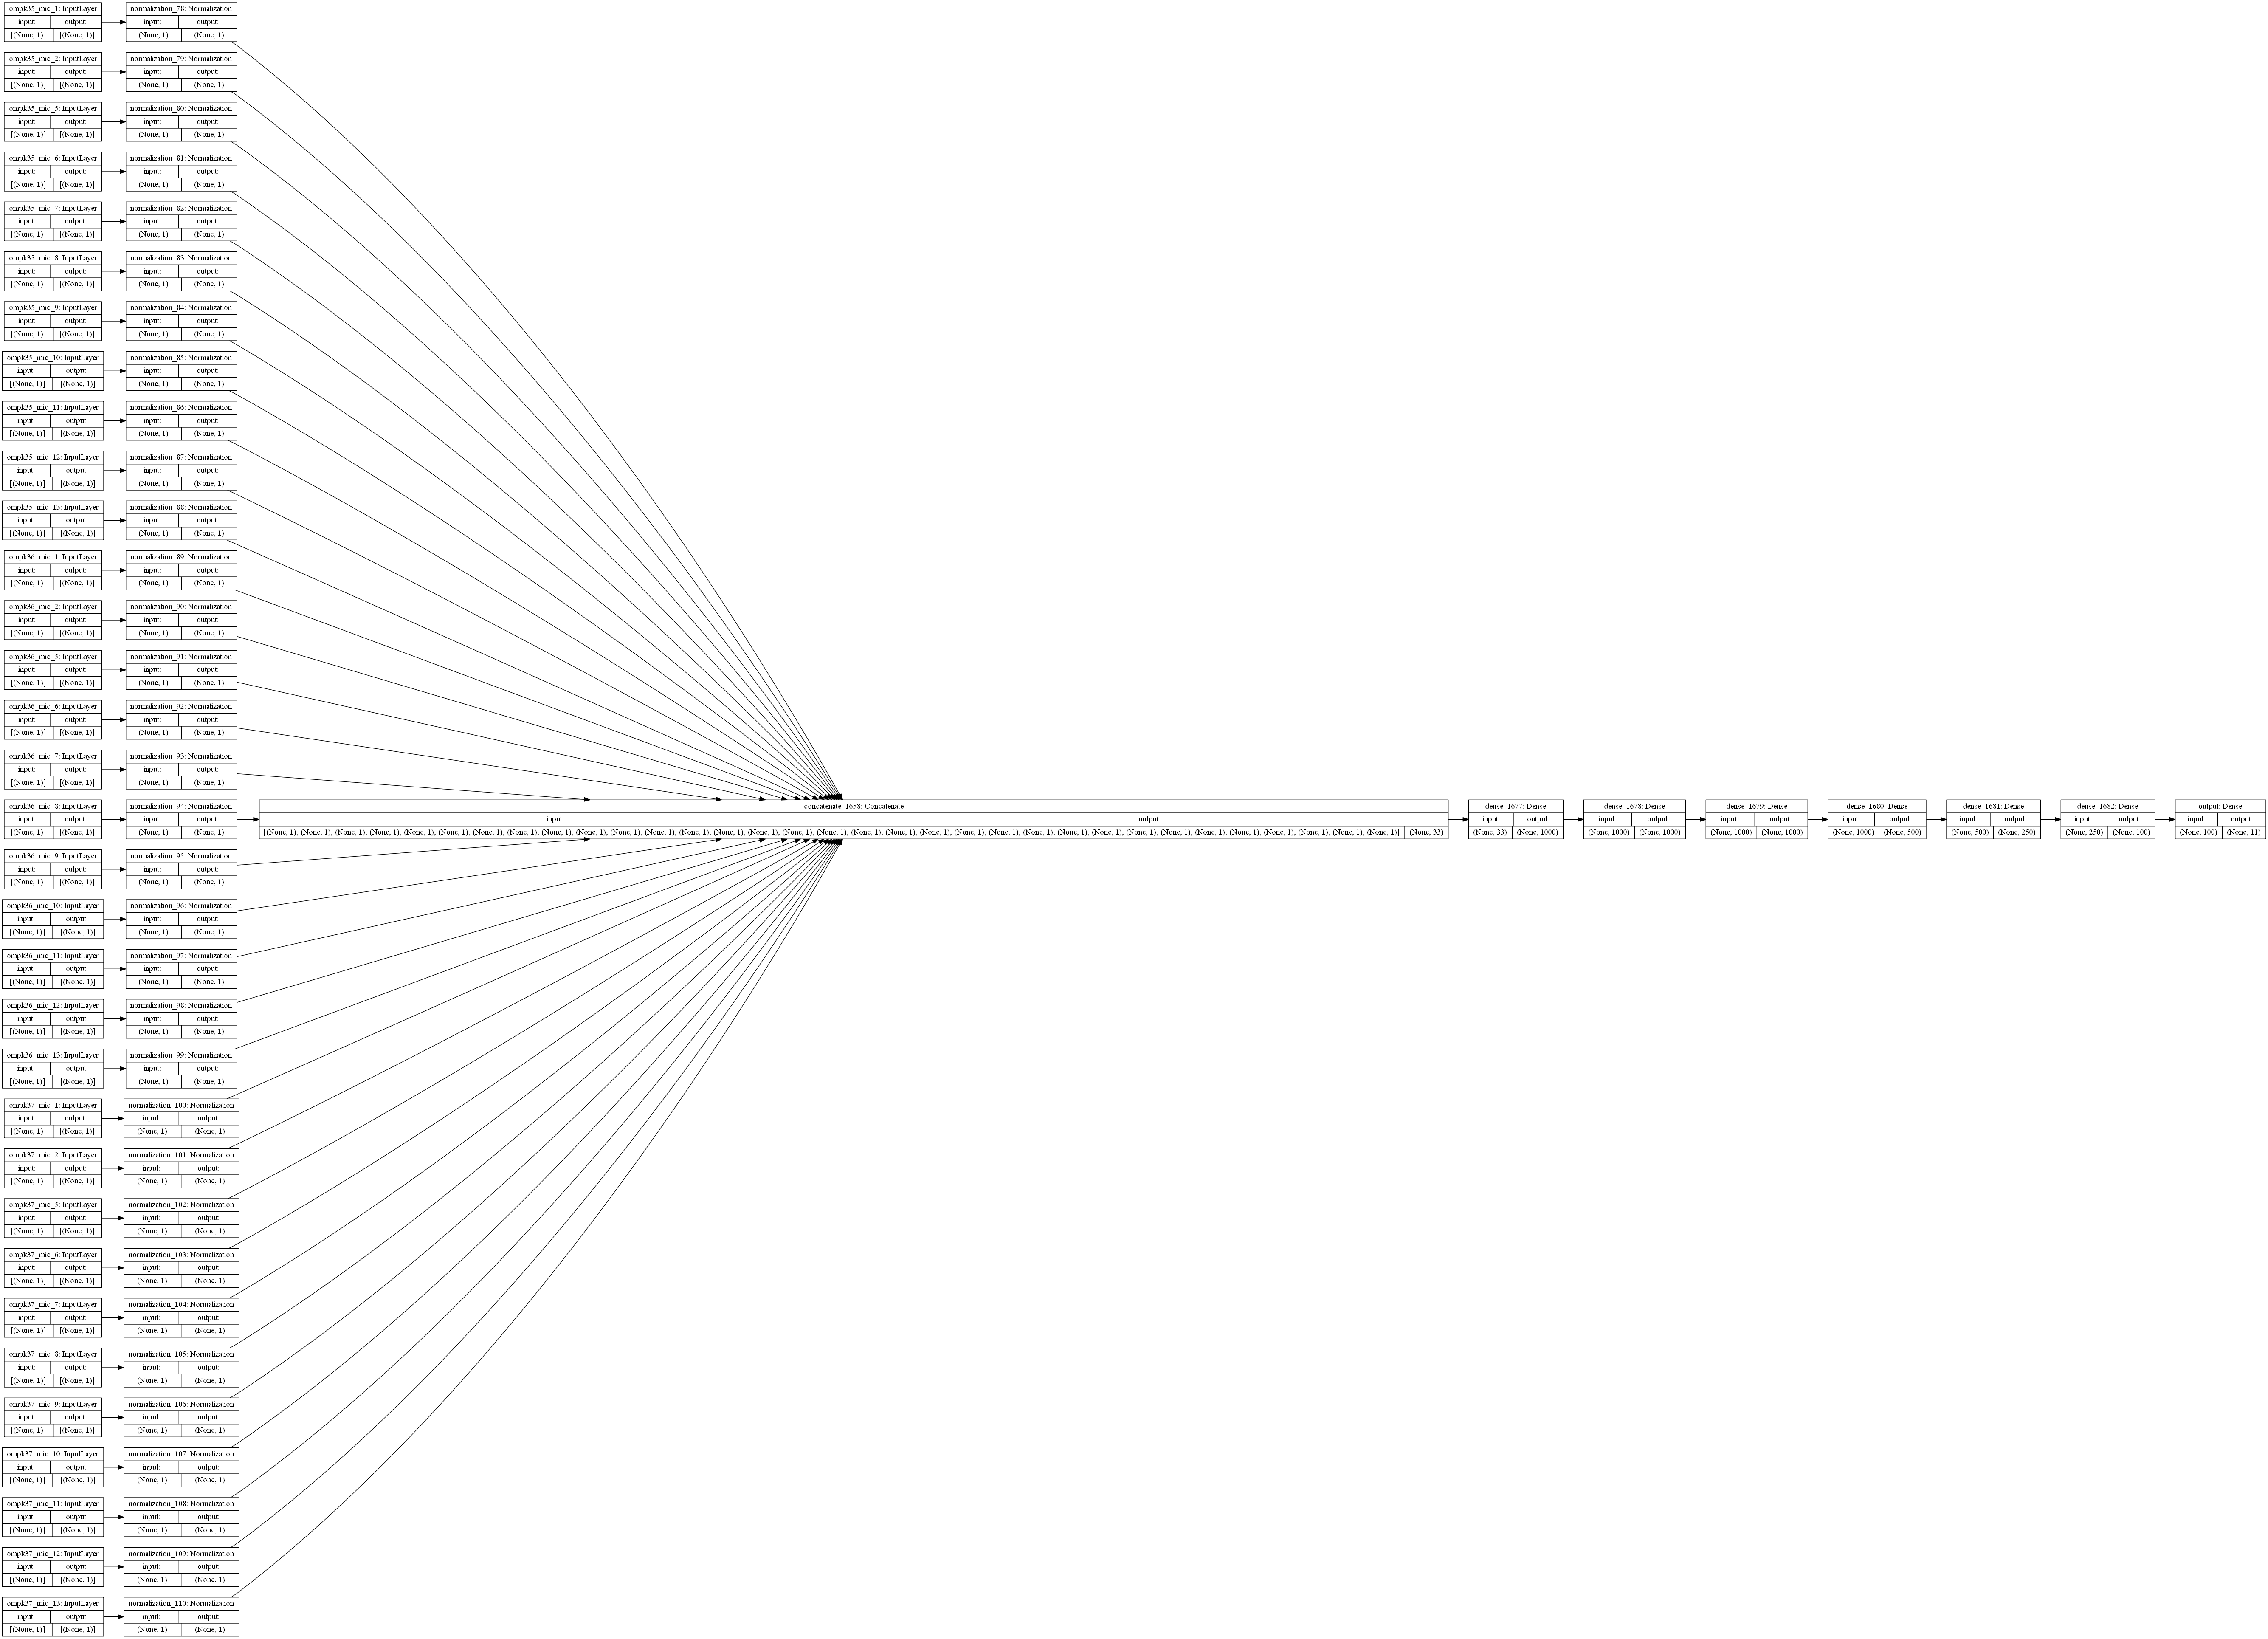 ompk35_mic_1: InputLayer normalization_78: Normalization
input: output: input: output:
[(None, 1)] [(None, 1)] (None, 1) (None, 1)
ompk35_mic_2: InputLayer normalization_79: Normalization
input: output: input: output:
[(None, 1)] [(None, 1)] (None, 1) (None, 1)
ompk35_mic_5: InputLayer normalization_80: Normalization
input: output: input: output:
[(None, 1)] [(None, 1)] (None, 1) (None, 1)
ompk35_mic_6: InputLayer normalization_81: Normalization
input: output: input: output:
[(None, 1)] [(None, 1)] (None, 1) (None, 1)
ompk35_mic_7: InputLayer normalization_82: Normalization
input: output: input: output:
[(None, 1)] [(None, 1)] (None, 1) (None, 1)
ompk35_mic_8: InputLayer normalization_83: Normalization
input: output: input: output:
[(None, 1)] [(None, 1)] (None, 1) (None, 1)
ompk35_mic_9: InputLayer normalization_84: Normalization
input: output: input: output:
[(None, 1)] [(None, 1)] (None, 1) (None, 1)
ompk35_mic_10: InputLayer normalization_85: Normalization
input: output: input: output:
[(None, 1)] [(None, 1)] (None, 1) (None, 1)
ompk35_mic_11: InputLayer normalization_86: Normalization
input: output: input: output:
[(None, 1)] [(None, 1)] (None, 1) (None, 1)
ompk35_mic_12: InputLayer normalization_87: Normalization
input: output: input: output:
[(None, 1)] [(None, 1)] (None, 1) (None, 1)
ompk35_mic_13: InputLayer normalization_88: Normalization
input: output: input: output:
[(None, 1)] [(None, 1)] (None, 1) (None, 1)
ompk36_mic_1: InputLayer normalization_89: Normalization
input: output: input: output:
[(None, 1)] [(None, 1)] (None, 1) (None, 1)
ompk36_mic_2: InputLayer normalization_90: Normalization
input: output: input: output:
[(None, 1)] [(None, 1)] (None, 1) (None, 1)
ompk36_mic_5: InputLayer normalization_91: Normalization
input: output: input: output:
[(None, 1)] [(None, 1)] (None, 1) (None, 1)
ompk36_mic_6: InputLayer normalization_92: Normalization
input: output: input: output:
[(None, 1)] [(None, 1)] (None, 1) (None, 1)
ompk36_mic_7: InputLayer normalization_93: Normalization
input: output: input: output:
[(None, 1)] [(None, 1)] (None, 1) (None, 1)
ompk36_mic_8: InputLayer normalization_94: Normalization concatenate_1658: Concatenate dense_1677: Dense dense_1678: Dense dense_1679: Dense dense_1680: Dense dense_1681: Dense dense_1682: Dense output: Dense
input: output: input: output: input: output: input: output: input: output: input: output: input: output: input: output: input: output: input: output:
[(None, 1)] [(None, 1)] (None, 1) (None, 1) [(None, 1), (None, 1), (None, 1), (None, 1), (None, 1), (None, 1), (None, 1), (None, 1), (None, 1), (None, 1), (None, 1), (None, 1), (None, 1), (None, 1), (None, 1), (None, 1), (None, 1), (None, 1), (None, 1), (None, 1), (None, 1), (None, 1), (None, 1), (None, 1), (None, 1), (None, 1), (None, 1), (None, 1), (None, 1), (None, 1), (None, 1), (None, 1), (None, 1)] (None, 33) (None, 33) (None, 1000) (None, 1000) (None, 1000) (None, 1000) (None, 1000) (None, 1000) (None, 500) (None, 500) (None, 250) (None, 250) (None, 100) (None, 100) (None, 11)
ompk36_mic_9: InputLayer normalization_95: Normalization
input: output: input: output:
[(None, 1)] [(None, 1)] (None, 1) (None, 1)
ompk36_mic_10: InputLayer normalization_96: Normalization
input: output: input: output:
[(None, 1)] [(None, 1)] (None, 1) (None, 1)
ompk36_mic_11: InputLayer normalization_97: Normalization
input: output: input: output:
[(None, 1)] [(None, 1)] (None, 1) (None, 1)
ompk36_mic_12: InputLayer normalization_98: Normalization
input: output: input: output:
[(None, 1)] [(None, 1)] (None, 1) (None, 1)
ompk36_mic_13: InputLayer normalization_99: Normalization
input: output: input: output:
[(None, 1)] [(None, 1)] (None, 1) (None, 1)
ompk37_mic_1: InputLayer normalization_100: Normalization
input: output: input: output:
[(None, 1)] [(None, 1)] (None, 1) (None, 1)
ompk37_mic_2: InputLayer normalization_101: Normalization
input: output: input: output:
[(None, 1)] [(None, 1)] (None, 1) (None, 1)
ompk37_mic_5: InputLayer normalization_102: Normalization
input: output: input: output:
[(None, 1)] [(None, 1)] (None, 1) (None, 1)
ompk37_mic_6: InputLayer normalization_103: Normalization
input: output: input: output:
[(None, 1)] [(None, 1)] (None, 1) (None, 1)
ompk37_mic_7: InputLayer normalization_104: Normalization
input: output: input: output:
[(None, 1)] [(None, 1)] (None, 1) (None, 1)
ompk37_mic_8: InputLayer normalization_105: Normalization
input: output: input: output:
[(None, 1)] [(None, 1)] (None, 1) (None, 1)
ompk37_mic_9: InputLayer normalization_106: Normalization
input: output: input: output:
[(None, 1)] [(None, 1)] (None, 1) (None, 1)
ompk37_mic_10: InputLayer normalization_107: Normalization
input: output: input: output:
[(None, 1)] [(None, 1)] (None, 1) (None, 1)
ompk37_mic_11: InputLayer normalization_108: Normalization
input: output: input: output:
[(None, 1)] [(None, 1)] (None, 1) (None, 1)
ompk37_mic_12: InputLayer normalization_109: Normalization
input: output: input: output:
[(None, 1)] [(None, 1)] (None, 1) (None, 1)
ompk37_mic_13: InputLayer normalization_110: Normalization
input: output: input: output:
[(None, 1)] [(None, 1)] (None, 1) (None, 1)